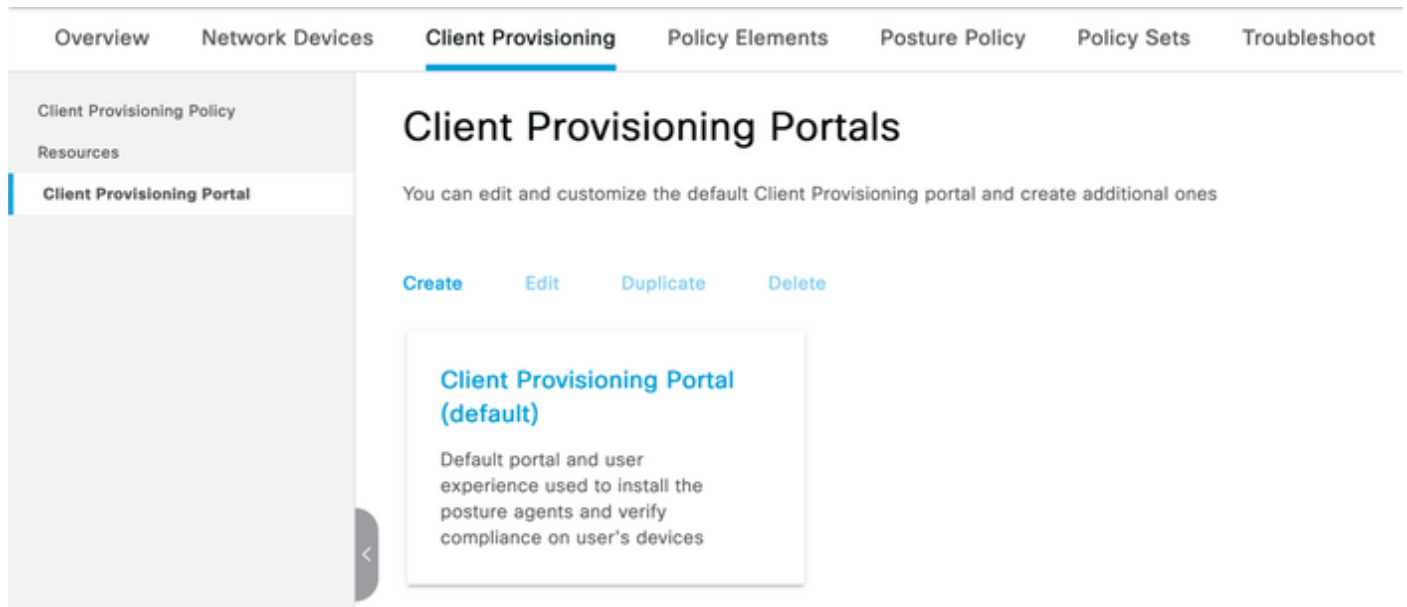 Overview Network Devices Client Provisioning Policy Elements Posture Policy Policy Sets Troubleshoot
Client Provisioning Policy
Resources
Client Provisioning Portal
Client Provisioning Portals
You can edit and customize the default Client Provisioning portal and create additional ones
Create Edit Duplicate Delete
Client Provisioning Portal
(default)
Default portal and user
experience used to install the
posture agents and verify
compliance on user's devices